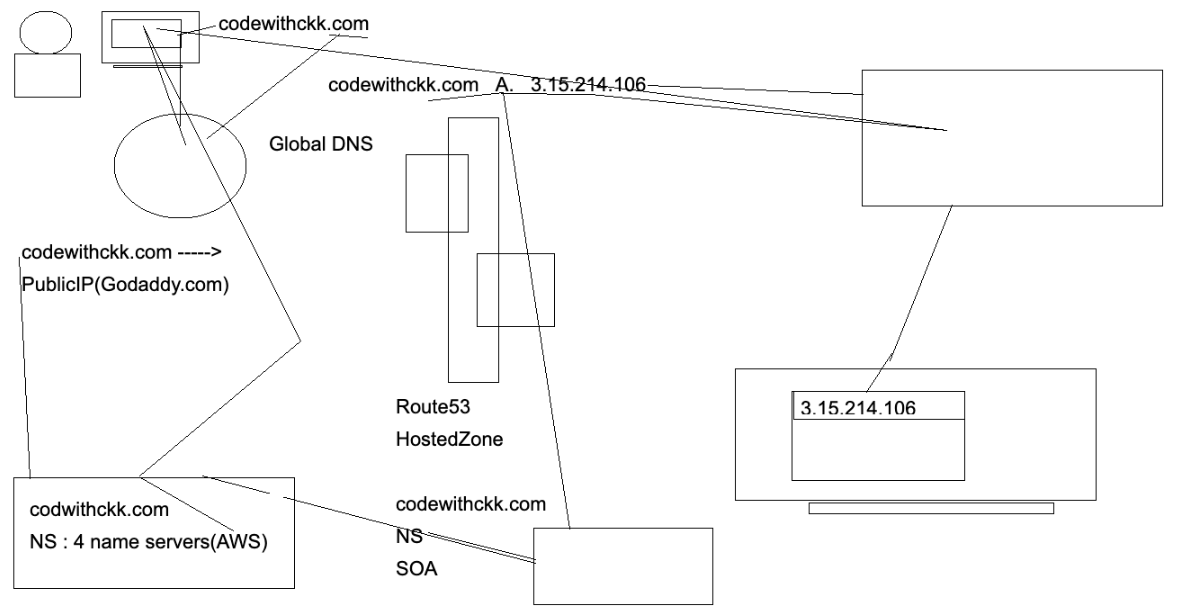 codewithckk.com
codewithckk.com A. 3.15.214.106
Global DNS
codewithckk.com ----->
PublicIP(Godaddy.com)
Route53
HostedZone
3.15.214.106
codewithckk.com
NS
SOA
codwithckk.com
NS : 4 name servers(AWS)